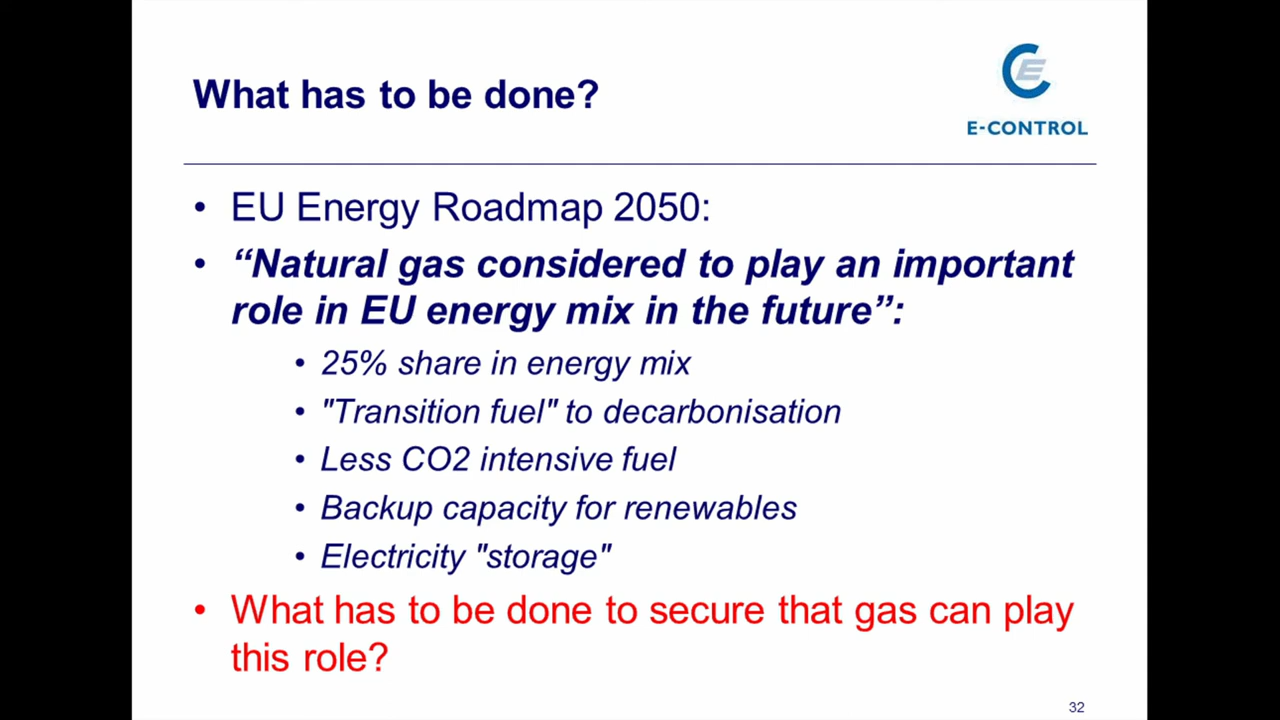 What has to be done?
E-CONTROL
• EU Energy Roadmap 2050:
• “Natural gas considered to play an important
role in EU energy mix in the future”:
• 25% share in energy mix
• "Transition fuel" to decarbonisation
• Less CO2 intensive fuel
• Backup capacity for renewables
• Electricity "storage"
• What has to be done to secure that gas can play
this role?
32